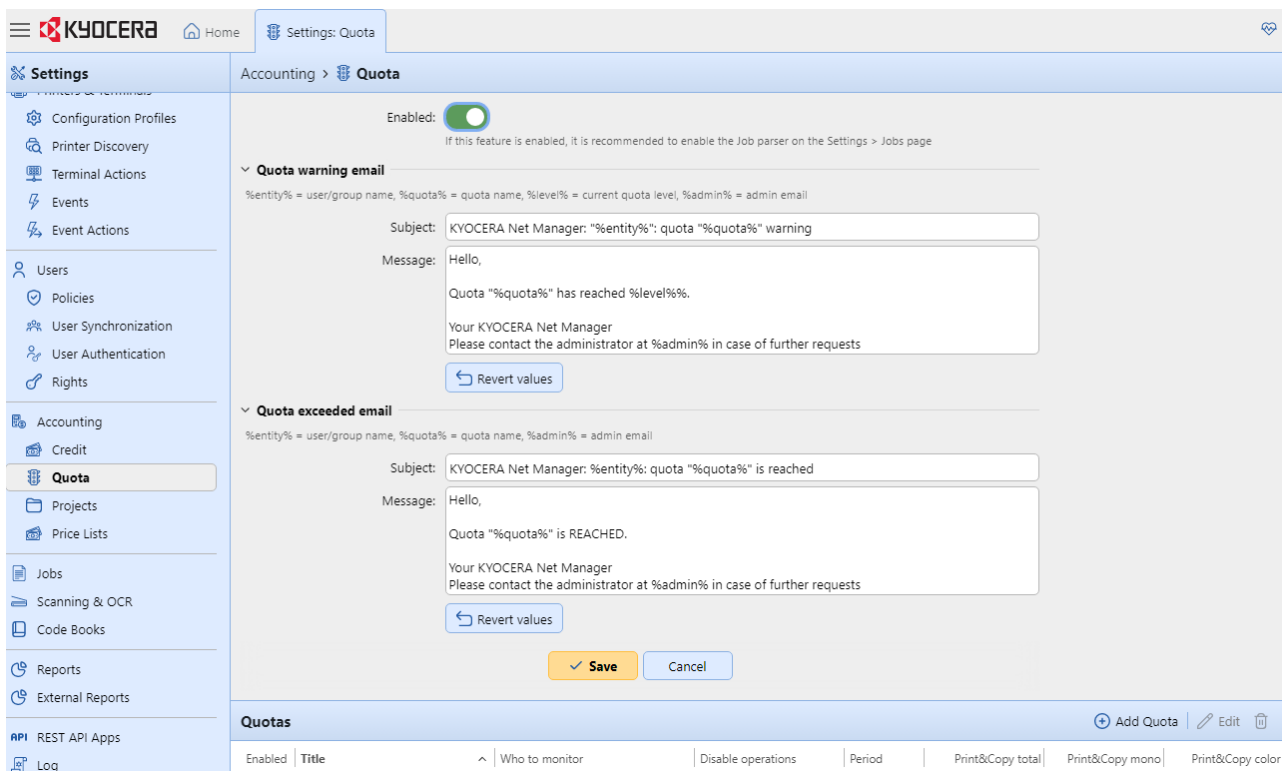 KYOCERA
Home
Settings: Quota
Settings
Printers & Terminals
Configuration Profiles
Printer Discovery
Terminal Actions
Events
Event Actions
Users
Policies
User Synchronization
User Authentication
Rights
Accounting
Credit
Quota
Projects
Price Lists
Jobs
Scanning & OCR
Code Books
Reports
External Reports
API REST API Apps
Log
Accounting > Quota
Enabled:
If this feature is enabled, it is recommended to enable the Job parser on the Settings > Jobs page
Quota warning email
%entity% = user/group name, %quota% = quota name, %level% = current quota level, %admin% = admin email
Subject: KYOCERA Net Manager: "%entity%": quota "%quota%" warning
Message: Hello,
Quota "%quota%" has reached %level%%.
Your KYOCERA Net Manager
Please contact the administrator at %admin% in case of further requests
Revert values
Quota exceeded email
%entity% = user/group name, %quota% = quota name, %admin% = admin email
Subject: KYOCERA Net Manager: %entity%: quota "%quota%" is reached
Message: Hello,
Quota "%quota%" is REACHED.
Your KYOCERA Net Manager
Please contact the administrator at %admin% in case of further requests
Revert values
Save Cancel
Quotas Add Quota Edit
Enabled Title Who to monitor Disable operations Period Print&Copy total Print&Copy mono Print&Copy color